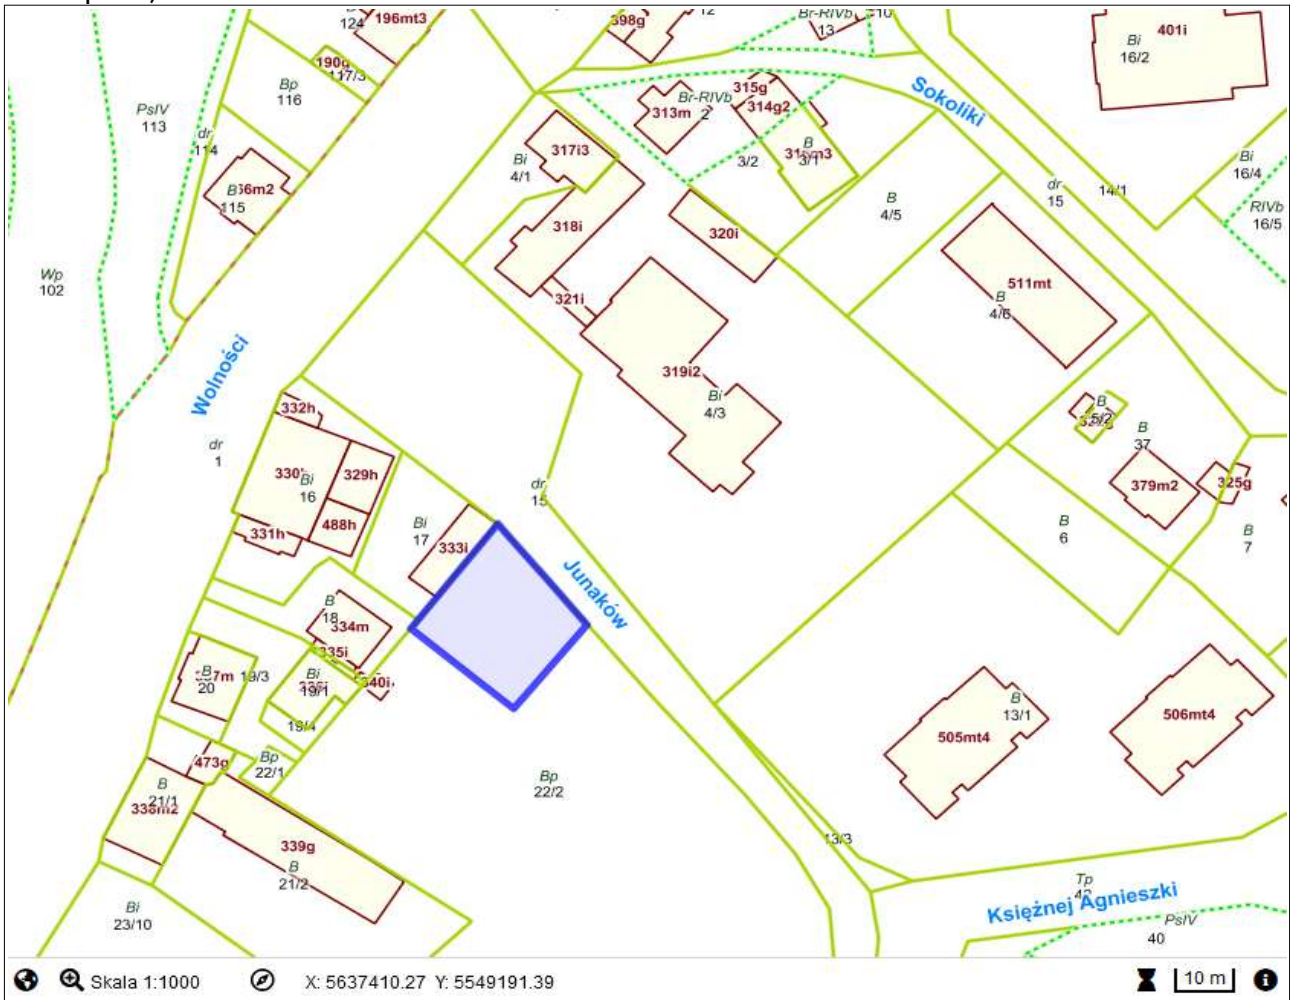 124
196mt3
398g
12
Br-RIVb
13
10
401i
Bi
16/2
190g
117/3
Bp
116
PsIV
113
dr
114
315g
Br-RIVb
2
313m
314g2
Sokoliki
317i3
Bi
4/1
3/2
B
3/1
Bi
16/4
B
115
B
4/5
dr
15
14/1
RIVb
16/5
318i
320i
Wp
102
321i
511mt
B
4/6
Wolności
319i2
Bi
4/3
332h
B
5/2
dr
1
B
37
330
Bi
16
329h
379m2
325g
488h
dr
15
331h
Bi
17
333i
B
6
B
7
Junaków
B
18
334m
335i
B
20
19/3
Bi
19/1
340i
19/4
B
13/1
506mt4
505mt4
Bp
22/1
473g
Bp
22/2
B
21/1
338m2
339g
B
21/2
13/3
Tp
Księżnej Agnieszki
Bi
23/10
PsIV
40
Skala 1:1000
X: 5637410.27 Y: 5549191.39
10 m